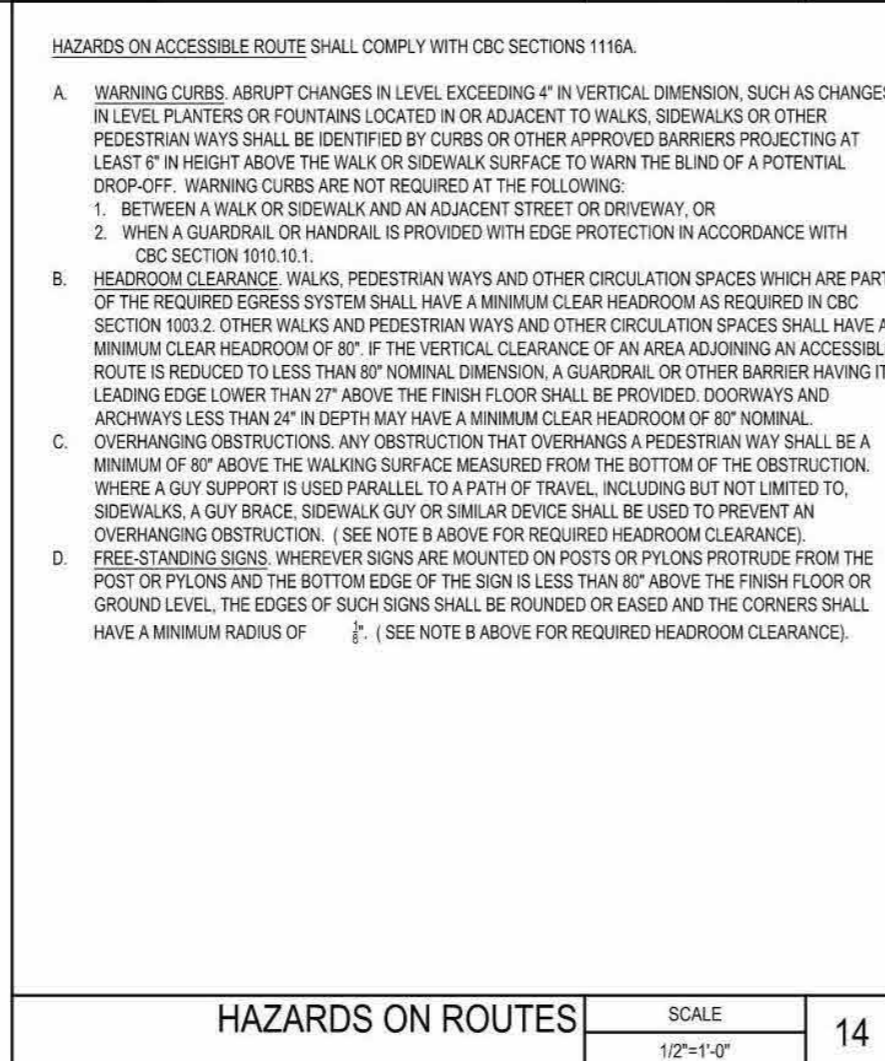 HAZARDS ON ACCESSIBLE ROUTE SHALL COMPLY WITH CBC SECTIONS 1116A.
A. WARNING CURBS. ABRUPT CHANGES IN LEVEL EXCEEDING 4" IN VERTICAL DIMENSION, SUCH AS CHANGES
IN LEVEL PLANTERS OR FOUNTAINS LOCATED IN OR ADJACENT TO WALKS, SIDEWALKS OR OTHER
PEDESTRIAN WAYS SHALL BE IDENTIFIED BY CURBS OR OTHER APPROVED BARRIERS PROJECTING AT
LEAST 6" IN HEIGHT ABOVE THE WALK OR SIDEWALK SURFACE TO WARN THE BLIND OF A POTENTIAL
DROP-OFF. WARNING CURBS ARE NOT REQUIRED AT THE FOLLOWING:
1. BETWEEN A WALK OR SIDEWALK AND AN ADJACENT STREET OR DRIVEWAY, OR
2. WHEN A GUARDRAIL OR HANDRAIL IS PROVIDED WITH EDGE PROTECTION IN ACCORDANCE WITH
CBC SECTION 1010.10.1.
B. HEADROOM CLEARANCE. WALKS, PEDESTRIAN WAYS AND OTHER CIRCULATION SPACES WHICH ARE PART
OF THE REQUIRED EGRESS SYSTEM SHALL HAVE A MINIMUM CLEAR HEADROOM AS REQUIRED IN CBC
SECTION 1003.2. OTHER WALKS AND PEDESTRIAN WAYS AND OTHER CIRCULATION SPACES SHALL HAVE A
MINIMUM CLEAR HEADROOM OF 80". IF THE VERTICAL CLEARANCE OF AN AREA ADJOINING AN ACCESSIBL
ROUTE IS REDUCED TO LESS THAN 80" NOMINAL DIMENSION, A GUARDRAIL OR OTHER BARRIER HAVING IT
LEADING EDGE LOWER THAN 27" ABOVE THE FINISH FLOOR SHALL BE PROVIDED. DOORWAYS AND
ARCHWAYS LESS THAN 24" IN DEPTH MAY HAVE A MINIMUM CLEAR HEADROOM OF 80" NOMINAL.
C. OVERHANGING OBSTRUCTIONS. ANY OBSTRUCTION THAT OVERHANGS A PEDESTRIAN WAY SHALL BE A
MINIMUM OF 80" ABOVE THE WALKING SURFACE MEASURED FROM THE BOTTOM OF THE OBSTRUCTION.
WHERE A GUY SUPPORT IS USED PARALLEL TO A PATH OF TRAVEL, INCLUDING BUT NOT LIMITED TO,
SIDEWALKS, A GUY BRACE, SIDEWALK GUY OR SIMILAR DEVICE SHALL BE USED TO PREVENT AN
OVERHANGING OBSTRUCTION. ( SEE NOTE B ABOVE FOR REQUIRED HEADROOM CLEARANCE).
D. FREE-STANDING SIGNS. WHEREVER SIGNS ARE MOUNTED ON POSTS OR PYLONS PROTRUDE FROM THE
POST OR PYLONS AND THE BOTTOM EDGE OF THE SIGN IS LESS THAN 80" ABOVE THE FINISH FLOOR OR
GROUND LEVEL, THE EDGES OF SUCH SIGNS SHALL BE ROUNDED OR EASED AND THE CORNERS SHALL
HAVE A MINIMUM RADIUS OF 1/8". ( SEE NOTE B ABOVE FOR REQUIRED HEADROOM CLEARANCE).
HAZARDS ON ROUTES
SCALE
1/2"=1'-0"
14